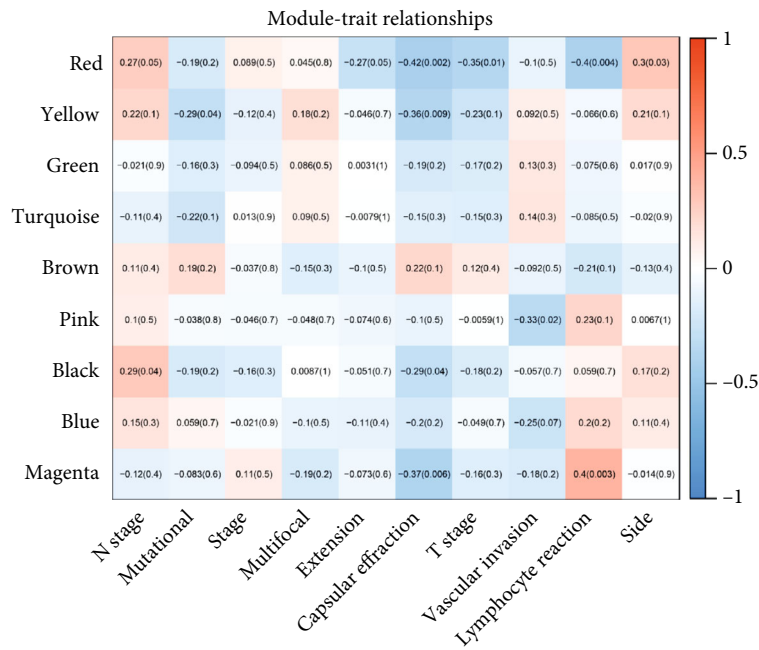 Module-trait relationships
Red 0.27(0.05) −0.19(0.2) 0.089(0.5) 0.045(0.8) −0.27(0.05) −0.42(0.002) −0.35(0.01) −0.1(0.5) −0.4(0.004) 0.3(0.03)
Yellow 0.22(0.1) −0.29(0.04) −0.12(0.4) 0.18(0.2) −0.046(0.7) −0.36(0.009) −0.23(0.1) 0.092(0.5) −0.066(0.6) 0.21(0.1)
Green −0.021(0.9) −0.16(0.3) −0.094(0.5) 0.086(0.5) 0.0031(1) −0.19(0.2) −0.17(0.2) 0.13(0.3) −0.075(0.6) 0.017(0.9)
Turquoise −0.11(0.4) −0.22(0.1) 0.013(0.9) 0.09(0.5) −0.0079(1) −0.15(0.3) −0.15(0.3) 0.14(0.3) −0.085(0.5) −0.02(0.9)
Brown 0.11(0.4) 0.19(0.2) −0.037(0.8) −0.15(0.3) −0.1(0.5) 0.22(0.1) 0.12(0.4) −0.092(0.5) −0.21(0.1) −0.13(0.4)
Pink 0.1(0.5) −0.038(0.8) −0.046(0.7) −0.048(0.7) −0.074(0.6) −0.1(0.5) −0.0059(1) −0.33(0.02) 0.23(0.1) 0.0067(1)
Black 0.29(0.04) −0.19(0.2) −0.16(0.3) 0.0087(1) −0.051(0.7) −0.29(0.04) −0.18(0.2) −0.057(0.7) 0.059(0.7) 0.17(0.2)
Blue 0.15(0.3) 0.059(0.7) −0.021(0.9) −0.1(0.5) −0.11(0.4) −0.2(0.2) −0.049(0.7) −0.25(0.07) 0.2(0.2) 0.11(0.4)
Magenta −0.12(0.4) −0.083(0.6) 0.11(0.5) −0.19(0.2) −0.073(0.6) −0.37(0.006) −0.16(0.3) −0.18(0.2) 0.4(0.003) −0.014(0.9)
N stage
Mutational
Stage
Multifocal
Extension
Capsular effraction
T stage
Vascular invasion
Lymphocyte reaction
Side
1
0.5
0
−0.5
−1